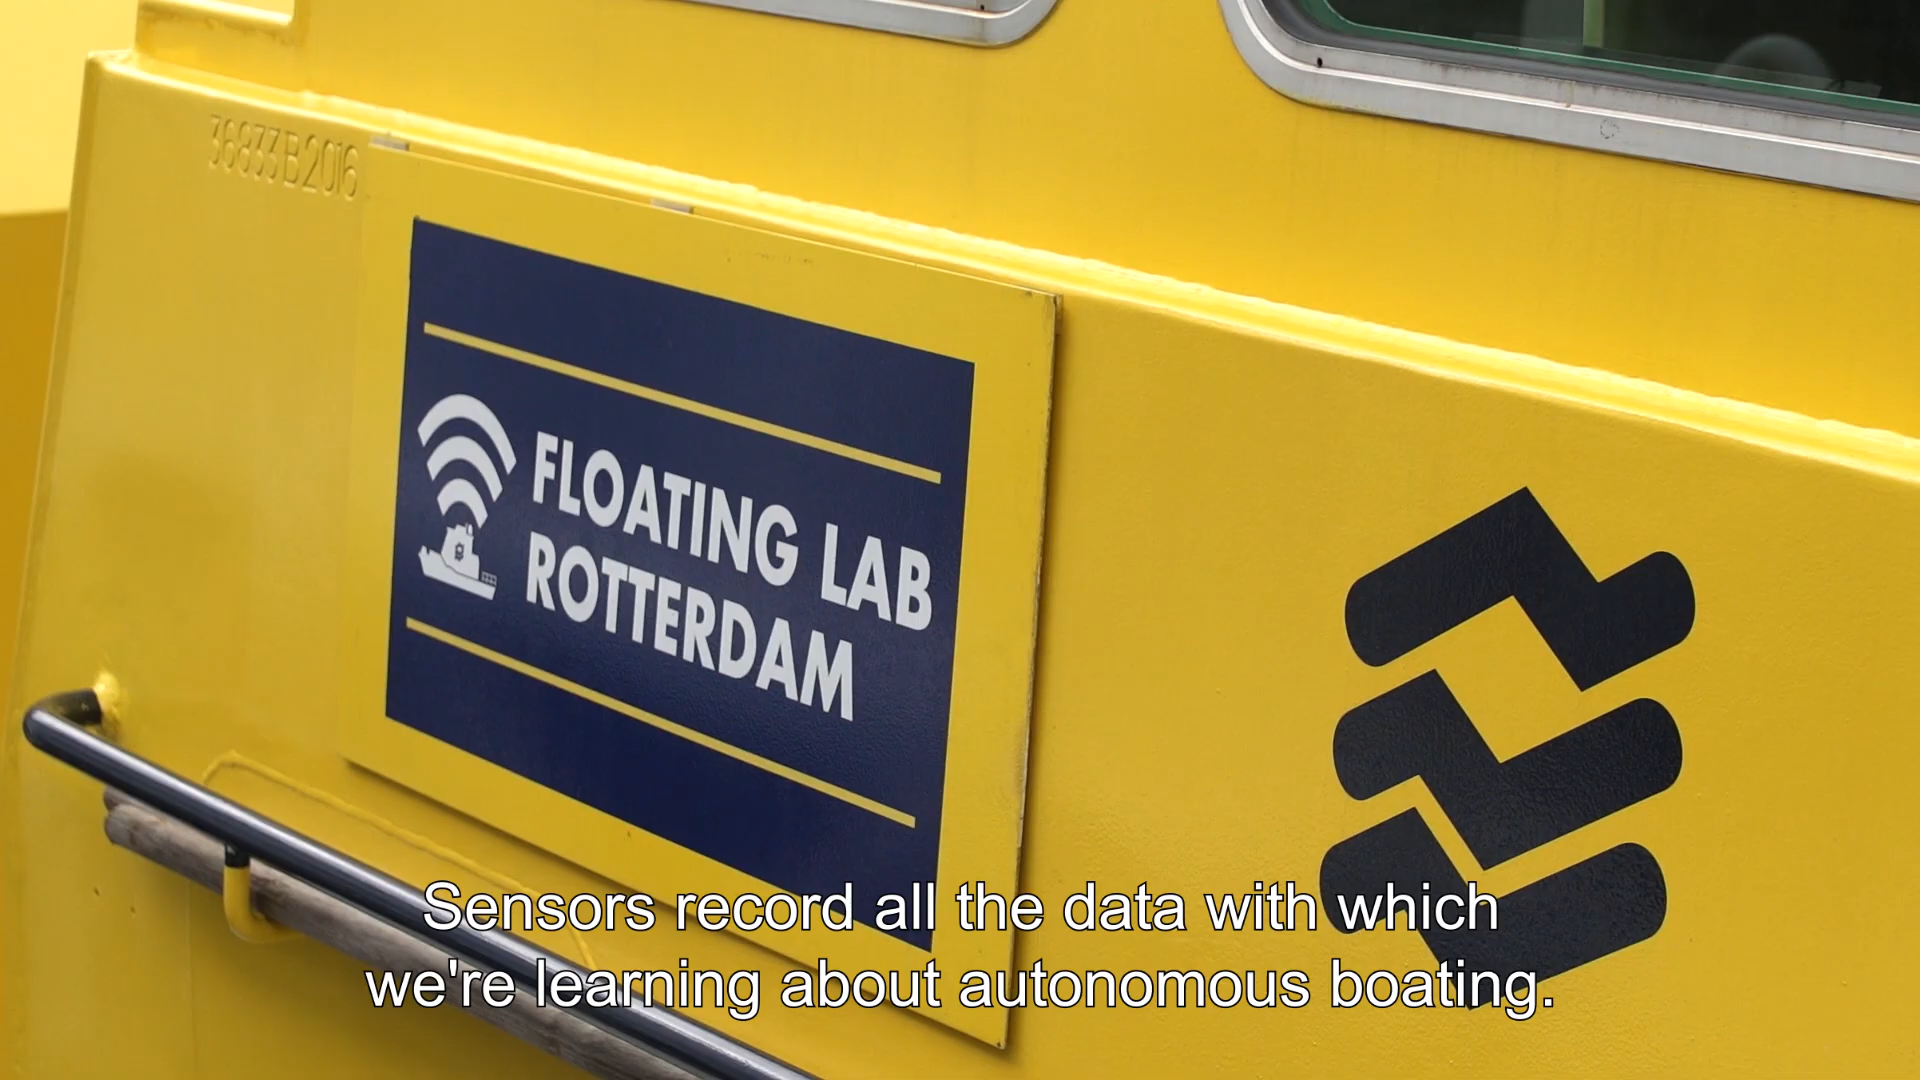 36833B2016
FLOATING LAB
ROTTERDAM
Sensors record all the data with which
we're learning about autonomous boating.